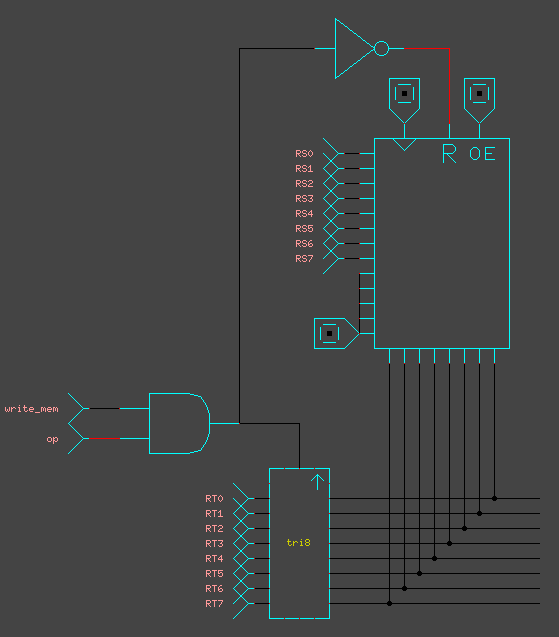 R OE
RS0
RS1
RS2
RS3
RS4
RS5
RS6
RS7
write_mem
op
RT0
RT1
RT2
RT3
tri8
RT4
RT5
RT6
RT7